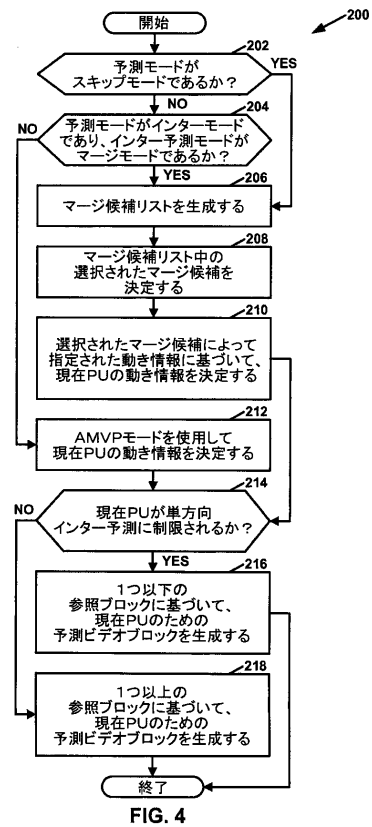 200
開始
202
予測モードが
スキップモードであるか？
YES
NO
204
予測モードがインターモード
であり、インター予測モードが
マージモードであるか？
NO
YES
206
マージ候補リストを生成する
208
マージ候補リスト中の
選択されたマージ候補を
決定する
210
選択されたマージ候補によって
指定された動き情報に基づいて、
現在PUの動き情報を決定する
212
AMVPモードを使用して
現在PUの動き情報を決定する
214
現在PUが単方向
インター予測に制限されるか？
NO
YES
216
1つ以下の
参照ブロックに基づいて、
現在PUのための
予測ビデオブロックを生成する
218
1つ以上の
参照ブロックに基づいて、
現在PUのための
予測ビデオブロックを生成する
終了
FIG. 4